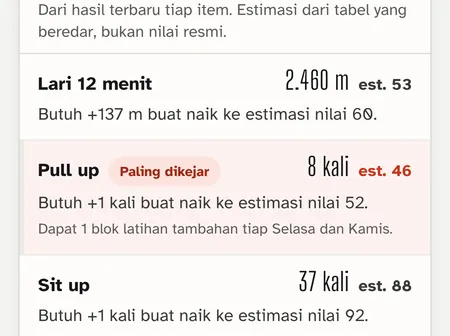 Dari hasil terbaru tiap item. Estimasi dari tabel yang
beredar, bukan nilai resmi.
Lari 12 menit 2.460 m est. 53
Butuh +137 m buat naik ke estimasi nilai 60.
Pull up Paling dikejar 8 kali est. 46
Butuh +1 kali buat naik ke estimasi nilai 52.
Dapat 1 blok latihan tambahan tiap Selasa dan Kamis.
Sit up 37 kali est. 88
Butuh +1 kali buat naik ke estimasi nilai 92.